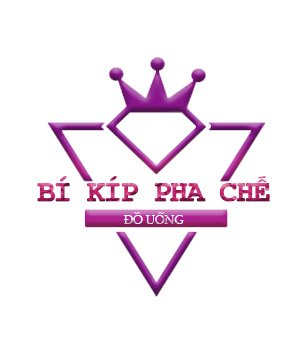 BÍ KÍP PHA CHẾ
ĐỒ UỐNG